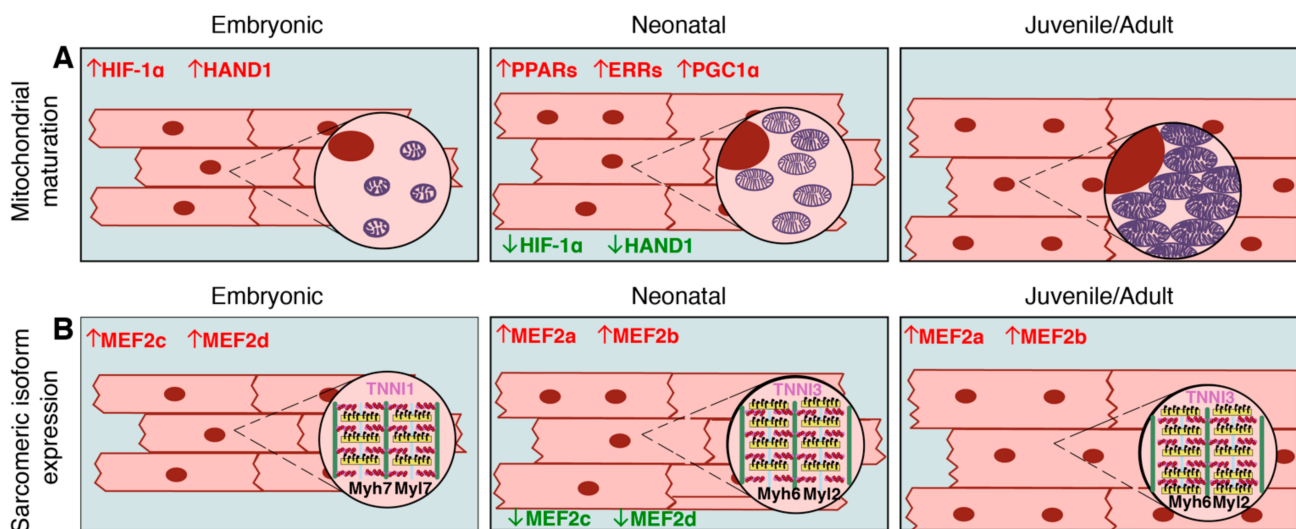 Embryonic Neonatal Juvenile/Adult
A
Mitochondrial
maturation
↑HIF-1α ↑HAND1
↑PPARs ↑ERRs ↑PGC1α
↓HIF-1α ↓HAND1
Embryonic Neonatal Juvenile/Adult
B
Sarcomeric isoform
expression
↑MEF2c ↑MEF2d
TNNI1
Myh7 Myl7
↑MEF2a ↑MEF2b
TNNI3
Myh6 Myl2
↓MEF2c ↓MEF2d
↑MEF2a ↑MEF2b
TNNI3
Myh6 Myl2